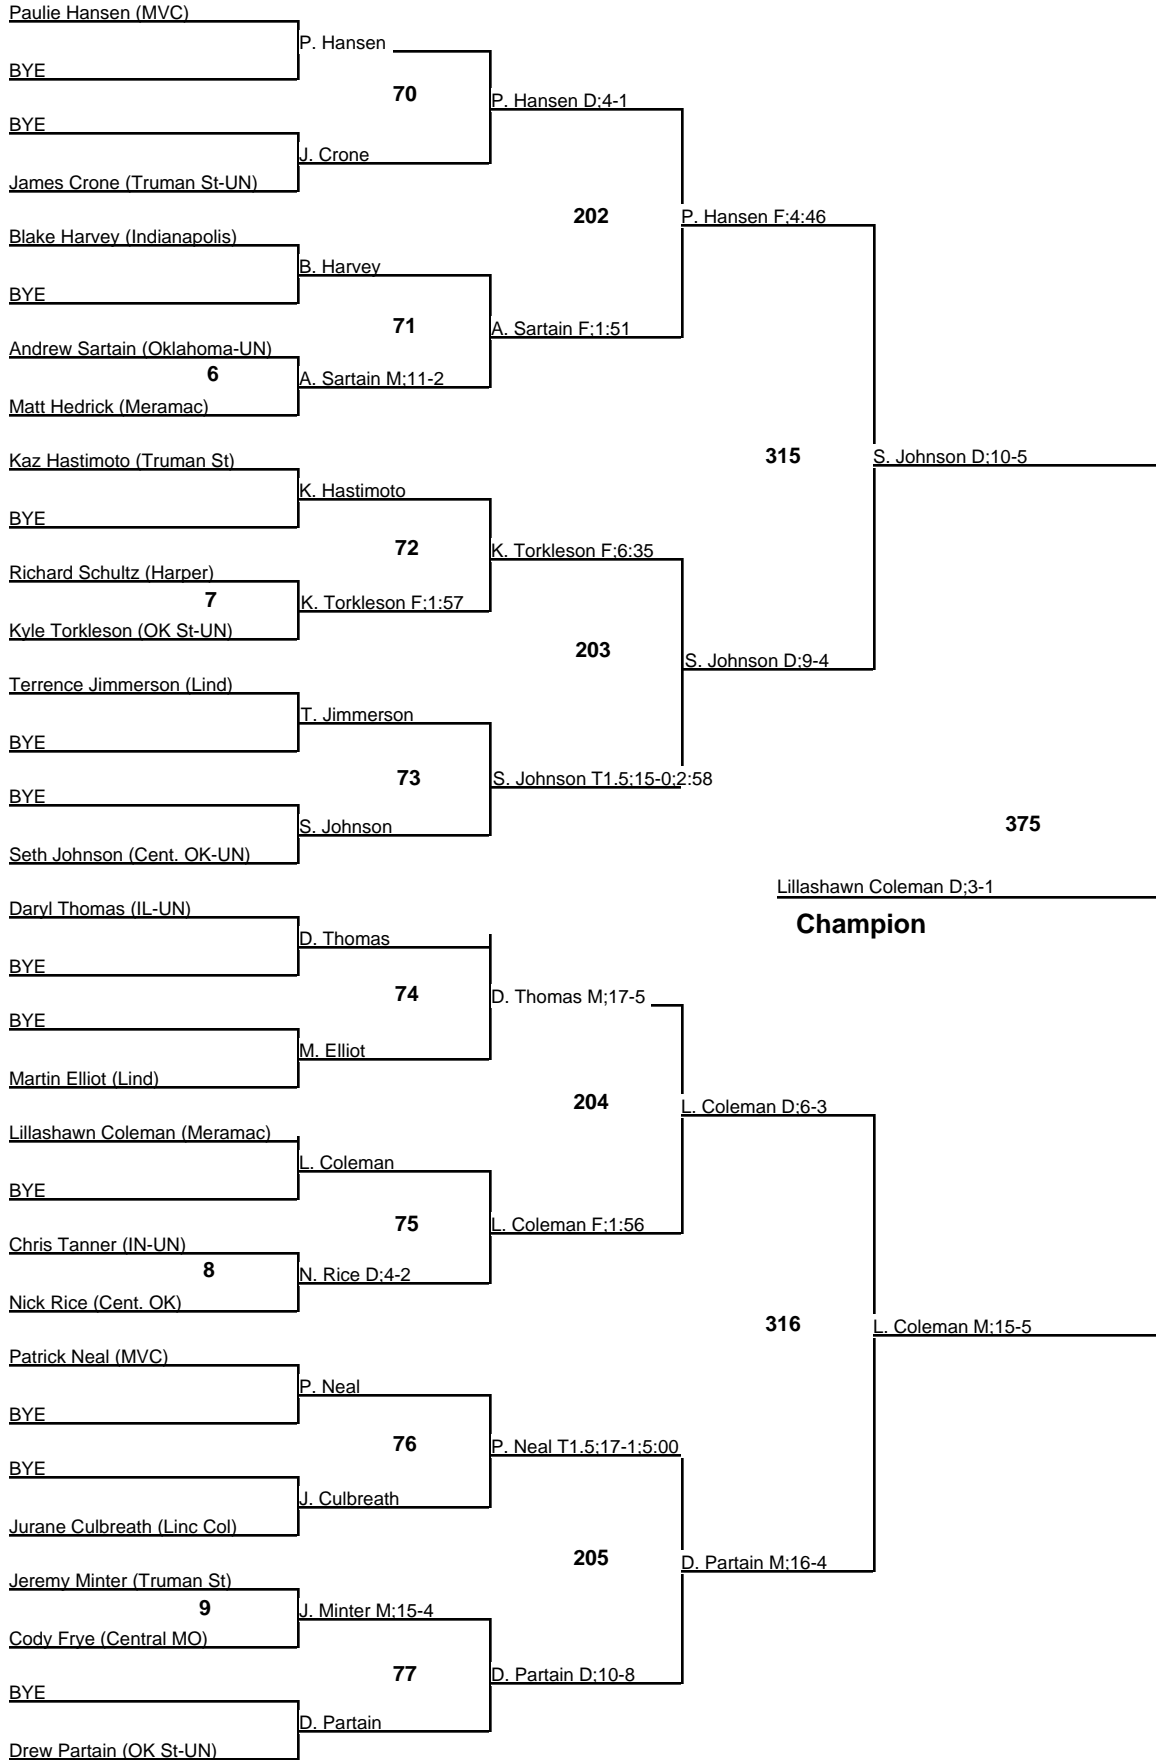 Paulie Hansen (MVC)
P. Hansen
BYE
70
P. Hansen D;4-1
BYE
J. Crone
James Crone (Truman St-UN)
202
P. Hansen F;4:46
Blake Harvey (Indianapolis)
B. Harvey
BYE
71
A. Sartain F;1:51
Andrew Sartain (Oklahoma-UN)
6
A. Sartain M;11-2
Matt Hedrick (Meramac)
315
S. Johnson D;10-5
Kaz Hastimoto (Truman St)
K. Hastimoto
BYE
72
K. Torkleson F;6:35
Richard Schultz (Harper)
7
K. Torkleson F;1:57
Kyle Torkleson (OK St-UN)
203
S. Johnson D;9-4
Terrence Jimmerson (Lind)
T. Jimmerson
BYE
73
S. Johnson T1.5;15-0;2:58
BYE
S. Johnson
Seth Johnson (Cent. OK-UN)
375
Lillashawn Coleman D;3-1
Champion
Daryl Thomas (IL-UN)
D. Thomas
BYE
74
D. Thomas M;17-5
BYE
M. Elliot
Martin Elliot (Lind)
204
L. Coleman D;6-3
Lillashawn Coleman (Meramac)
L. Coleman
BYE
75
L. Coleman F;1:56
Chris Tanner (IN-UN)
8
N. Rice D;4-2
Nick Rice (Cent. OK)
316
L. Coleman M;15-5
Patrick Neal (MVC)
P. Neal
BYE
76
P. Neal T1.5;17-1;5:00
BYE
J. Culbreath
Jurane Culbreath (Linc Col)
205
D. Partain M;16-4
Jeremy Minter (Truman St)
9
J. Minter M;15-4
Cody Frye (Central MO)
77
D. Partain D;10-8
BYE
D. Partain
Drew Partain (OK St-UN)